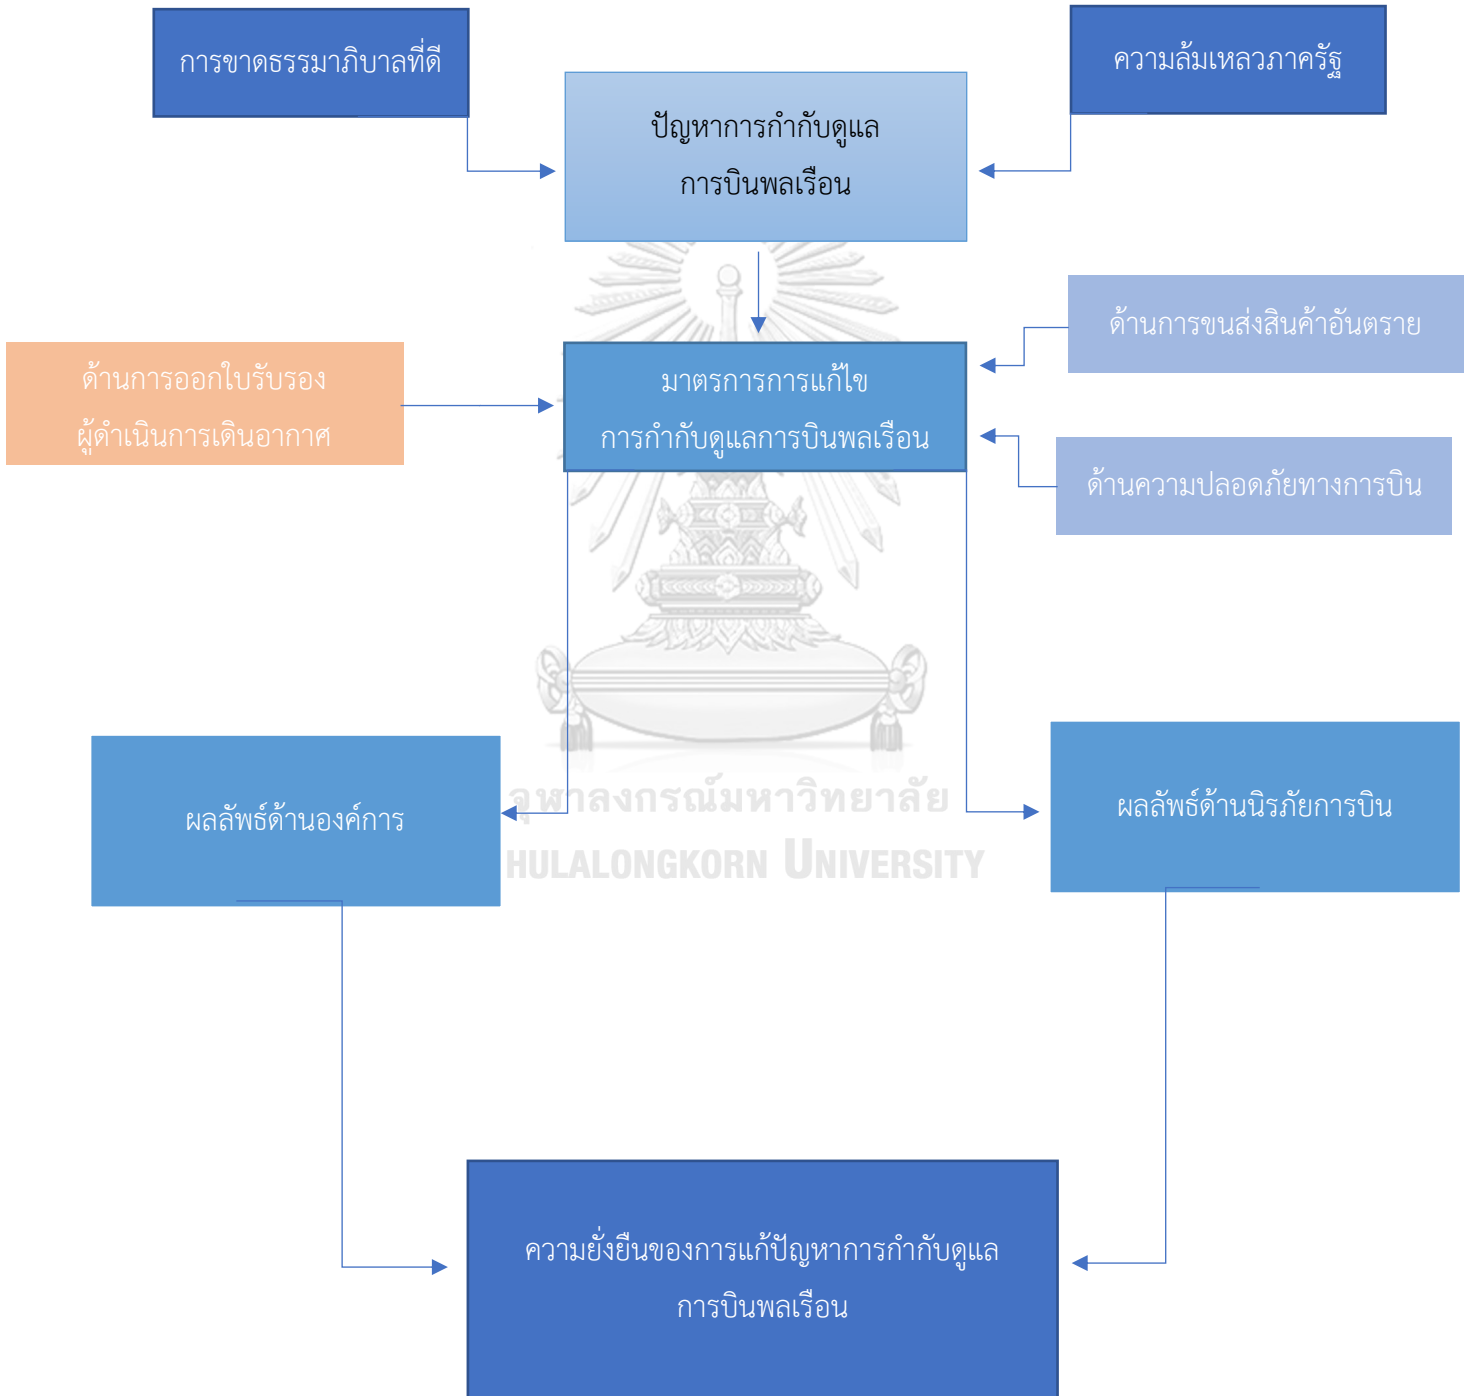 การขาดธรรมาภิบาลที่ดี
ความล้มเหลวภาครัฐ
ปัญหาการกำกับดูแล
การบินพลเรือน
ด้านการขนส่งสินค้าอันตราย
ด้านการออกใบรับรอง
ผู้ดำเนินการเดินอากาศ
มาตรการการแก้ไข
การกำกับดูแลการบินพลเรือน
ด้านความปลอดภัยทางการบิน
ผลลัพธ์ด้านองค์การ
ผลลัพธ์ด้านนิรภัยการบิน
จุฬาลงกรณ์มหาวิทยาลัย
HULALONGKORN UNIVERSITY
ความยั่งยืนของการแก้ปัญหาการกำกับดูแล
การบินพลเรือน